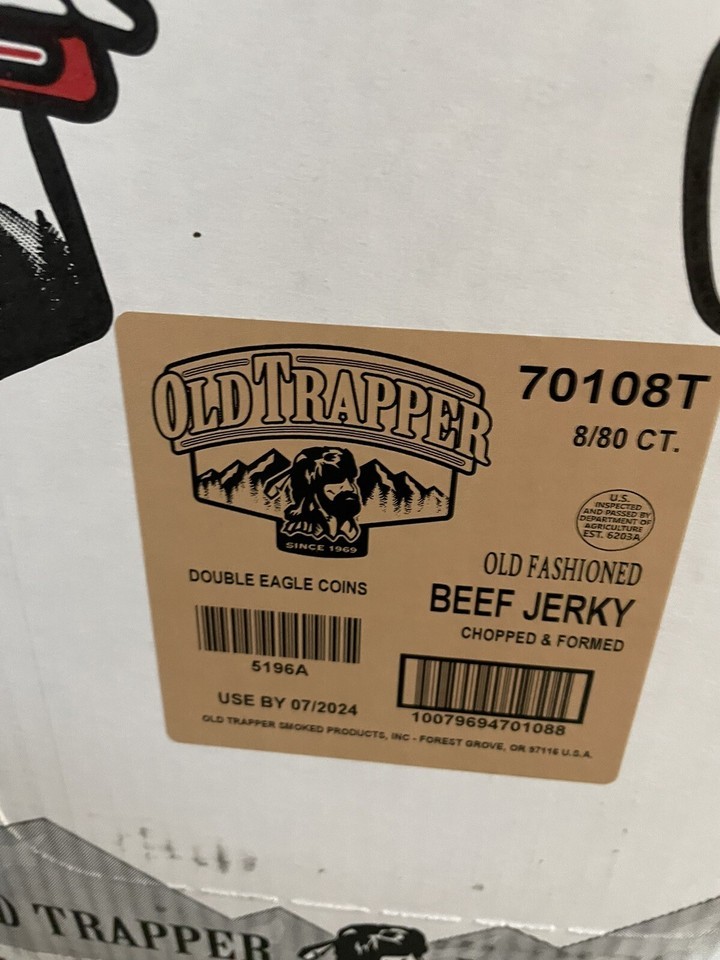 OLD TRAPPER
SINCE 1969
70108T
8/80 CT.
U.S.
INSPECTED
AND PASSED BY
DEPARTMENT OF
AGRICULTURE
EST. 6203A
OLD FASHIONED
BEEF JERKY
CHOPPED & FORMED
DOUBLE EAGLE COINS
5196A
10079694701088
USE BY 07/2024
OLD TRAPPER SMOKED PRODUCTS, INC - FOREST GROVE, OR 97116 U.S.A.
D TRAPPER